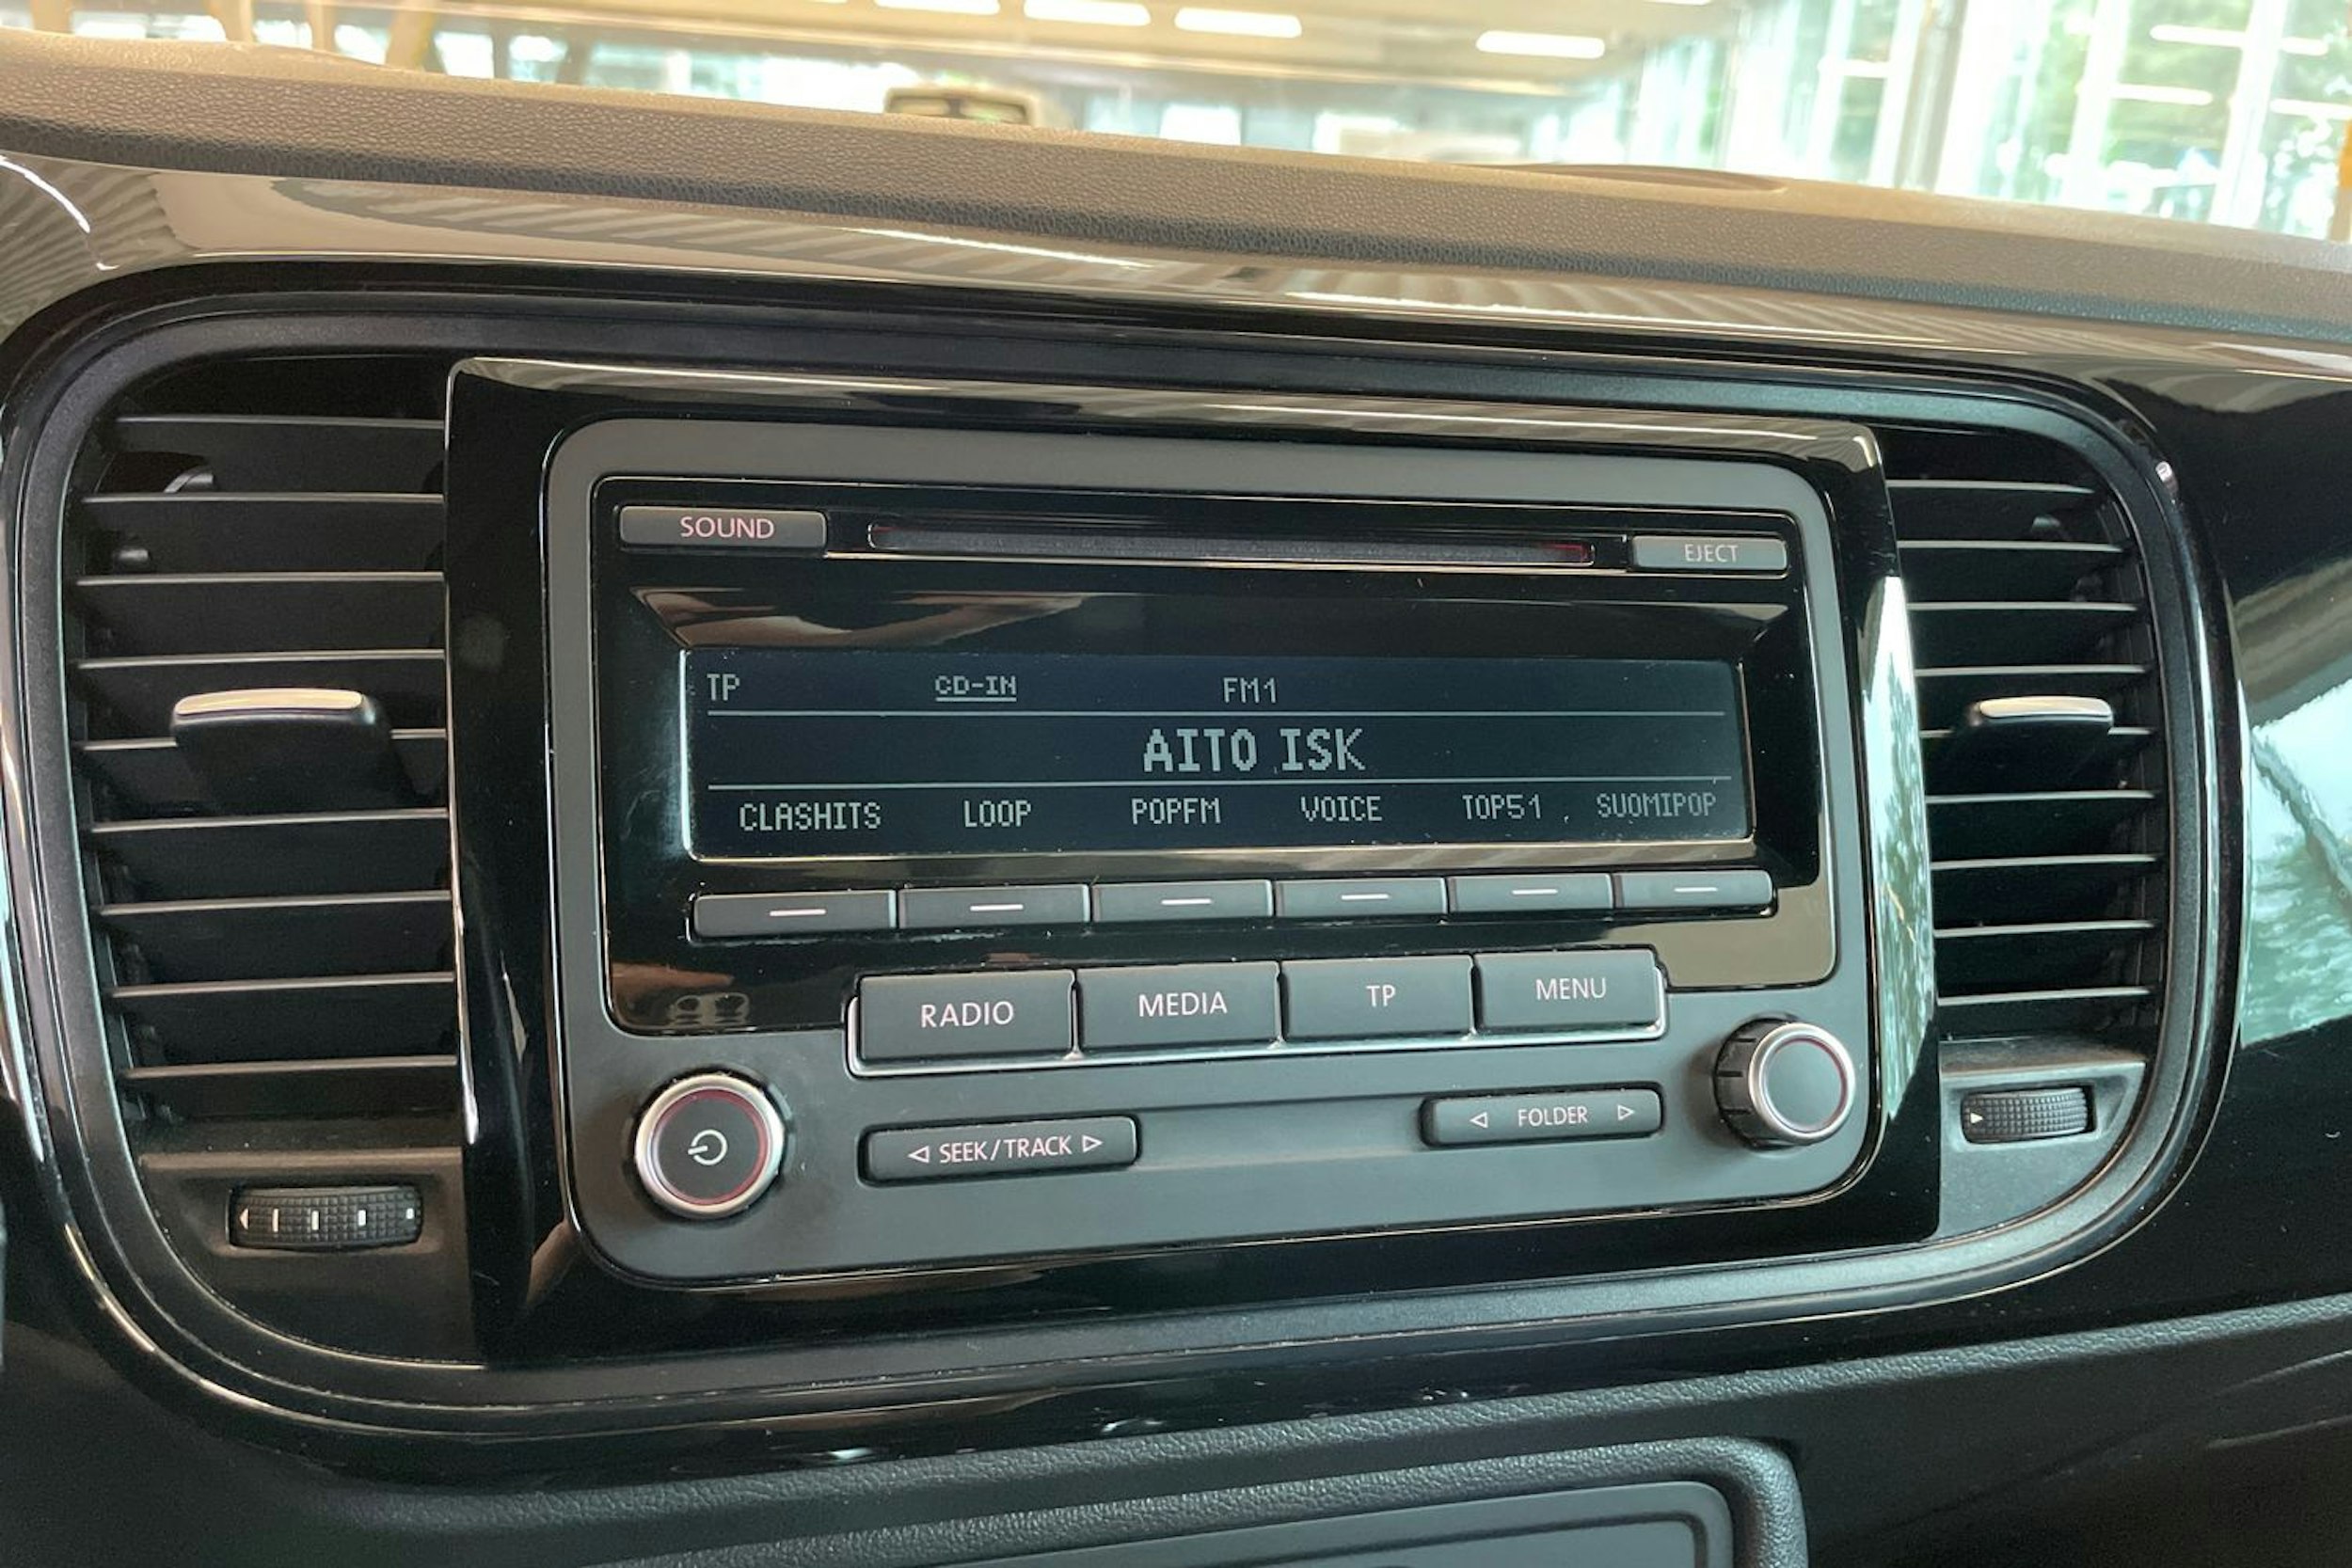 SOUND EJECT
TP CD-IN FM1
AITO ISK
CLASHITS LOOP POPFM VOICE TOP51 SUOMIPOP
RADIO MEDIA TP MENU
SEEK/TRACK FOLDER